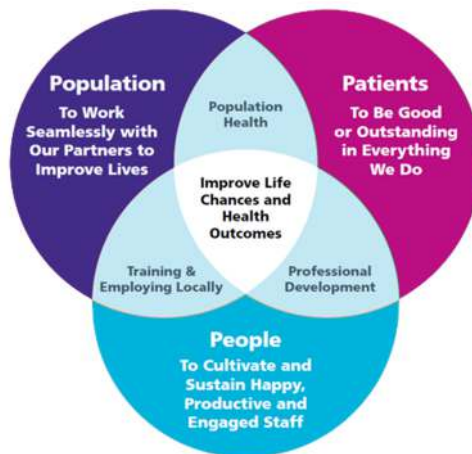 Population
To Work
Seamlessly with
Our Partners to
Improve Lives
Population
Health
Patients
To Be Good
or Outstanding
in Everything
We Do
Improve Life
Chances and
Health
Outcomes
Training &
Employing Locally
Professional
Development
People
To Cultivate and
Sustain Happy,
Productive and
Engaged Staff